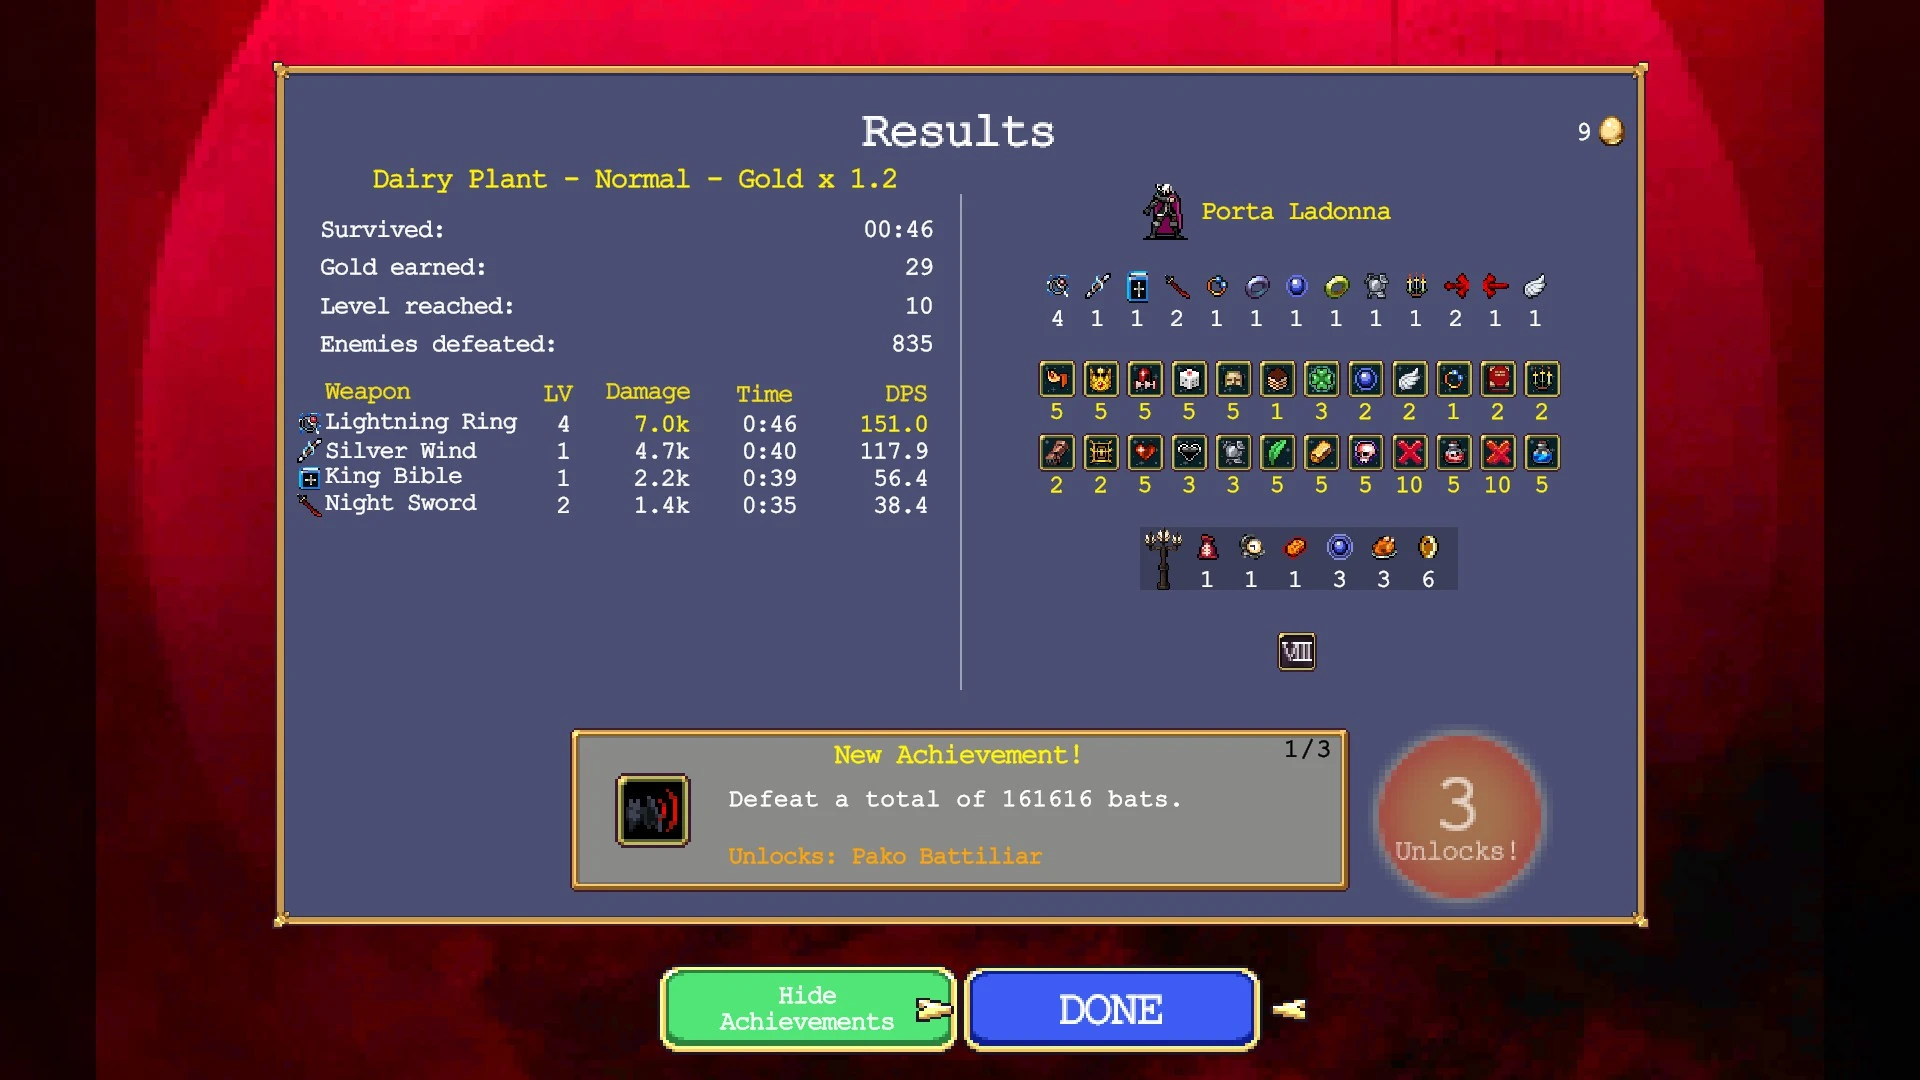 Results
9
Dairy Plant - Normal - Gold x 1.2
Survived: 00:46
Gold earned: 29
Level reached: 10
Enemies defeated: 835
Weapon LV Damage Time DPS
Lightning Ring 4 7.0k 0:46 151.0
Silver Wind 1 4.7k 0:40 117.9
King Bible 1 2.2k 0:39 56.4
Night Sword 2 1.4k 0:35 38.4
Porta Ladonna
4 1 1 2 1 1 1 1 1 1 2 1 1
5 5 5 5 5 1 3 2 2 1 2 2
2 2 5 3 3 5 5 5 10 5 10 5
1 1 1 3 3 6
VIII
New Achievement! 1/3
Defeat a total of 161616 bats.
Unlocks: Pako Battiliar
3
Unlocks!
Hide
Achievements
DONE